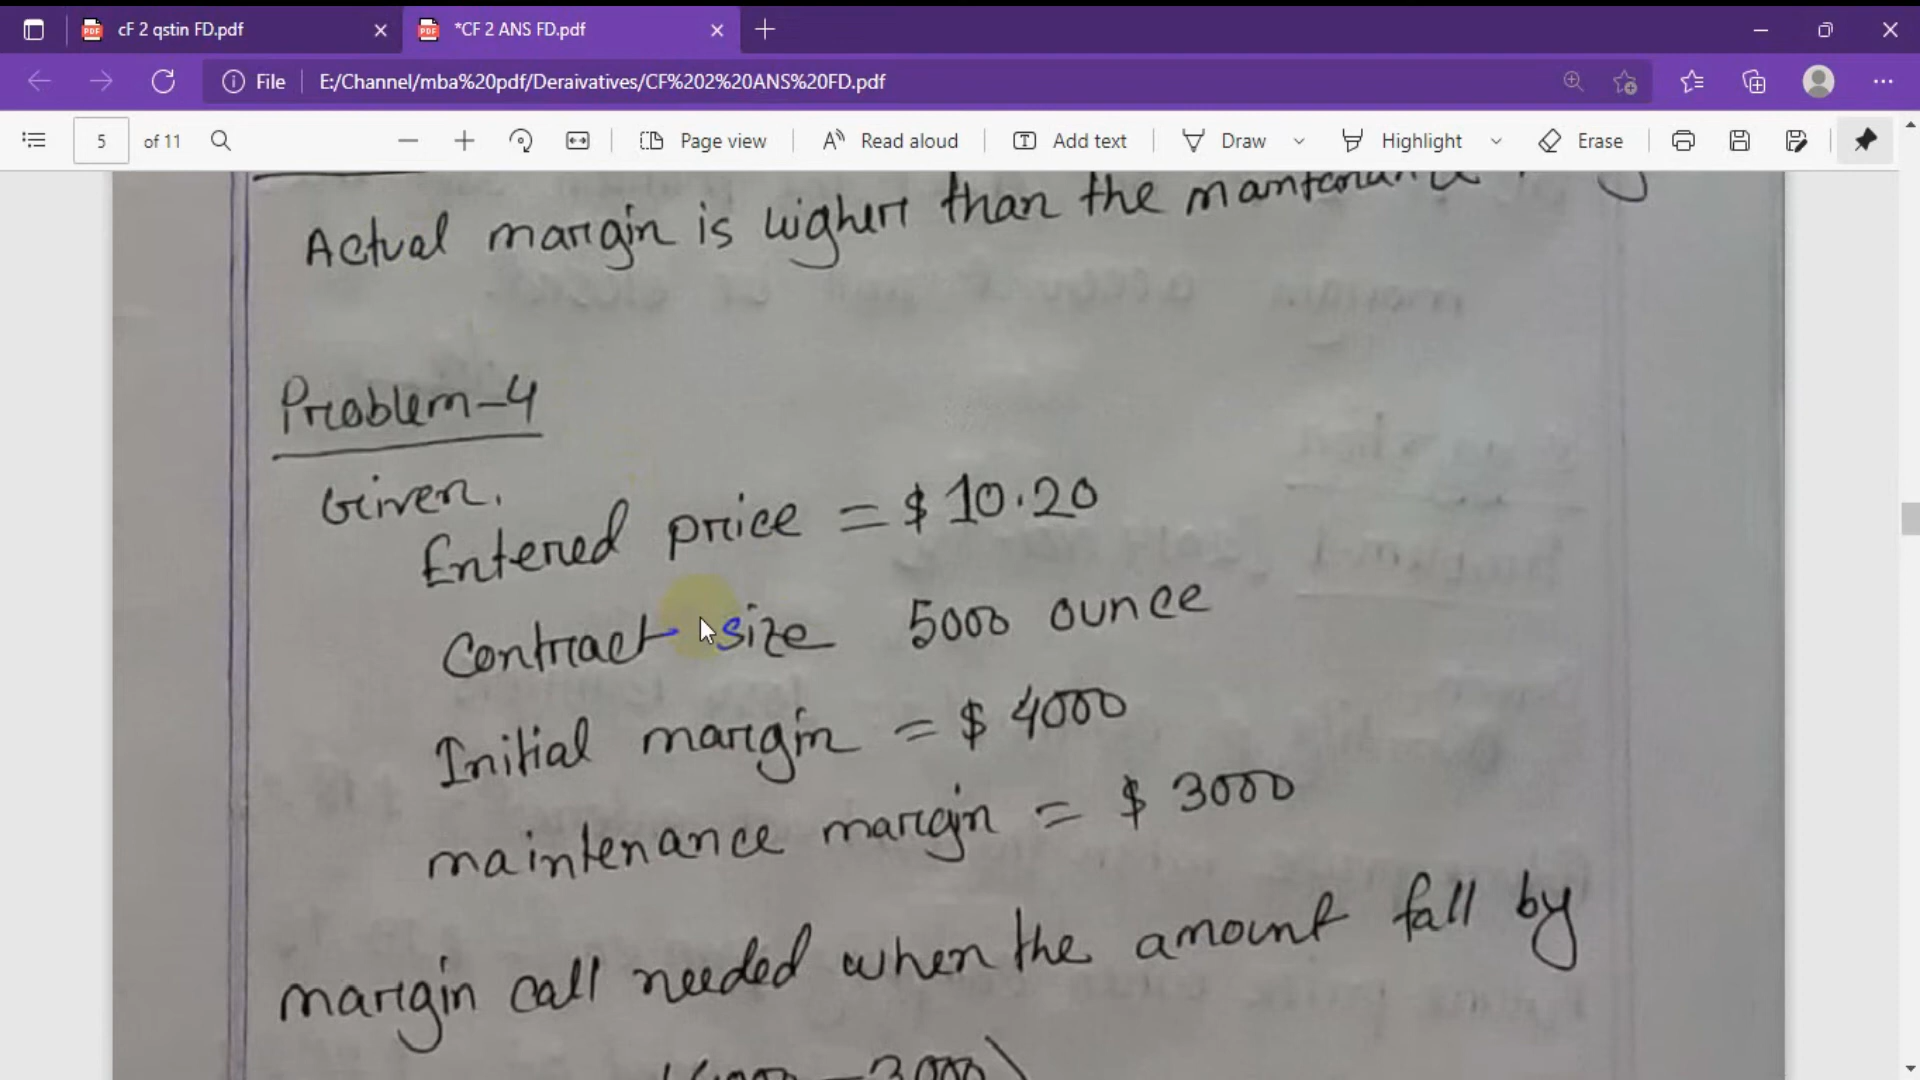 cF 2 qstin FD.pdf
*CF 2 ANS FD.pdf
File
E:/Channel/mba%20pdf/Deraivatives/CF%202%20ANS%20FD.pdf
5 of 11
Page view
Read aloud
Add text
Draw
Highlight
Erase
Actual margin is highert than the
Problem-4
Given,
Entered price = $ 10.20
Contract size 5000 ounce
Initial margin = $ 4000
maintenance margin = $ 3000
margin call needed when the amount fall by